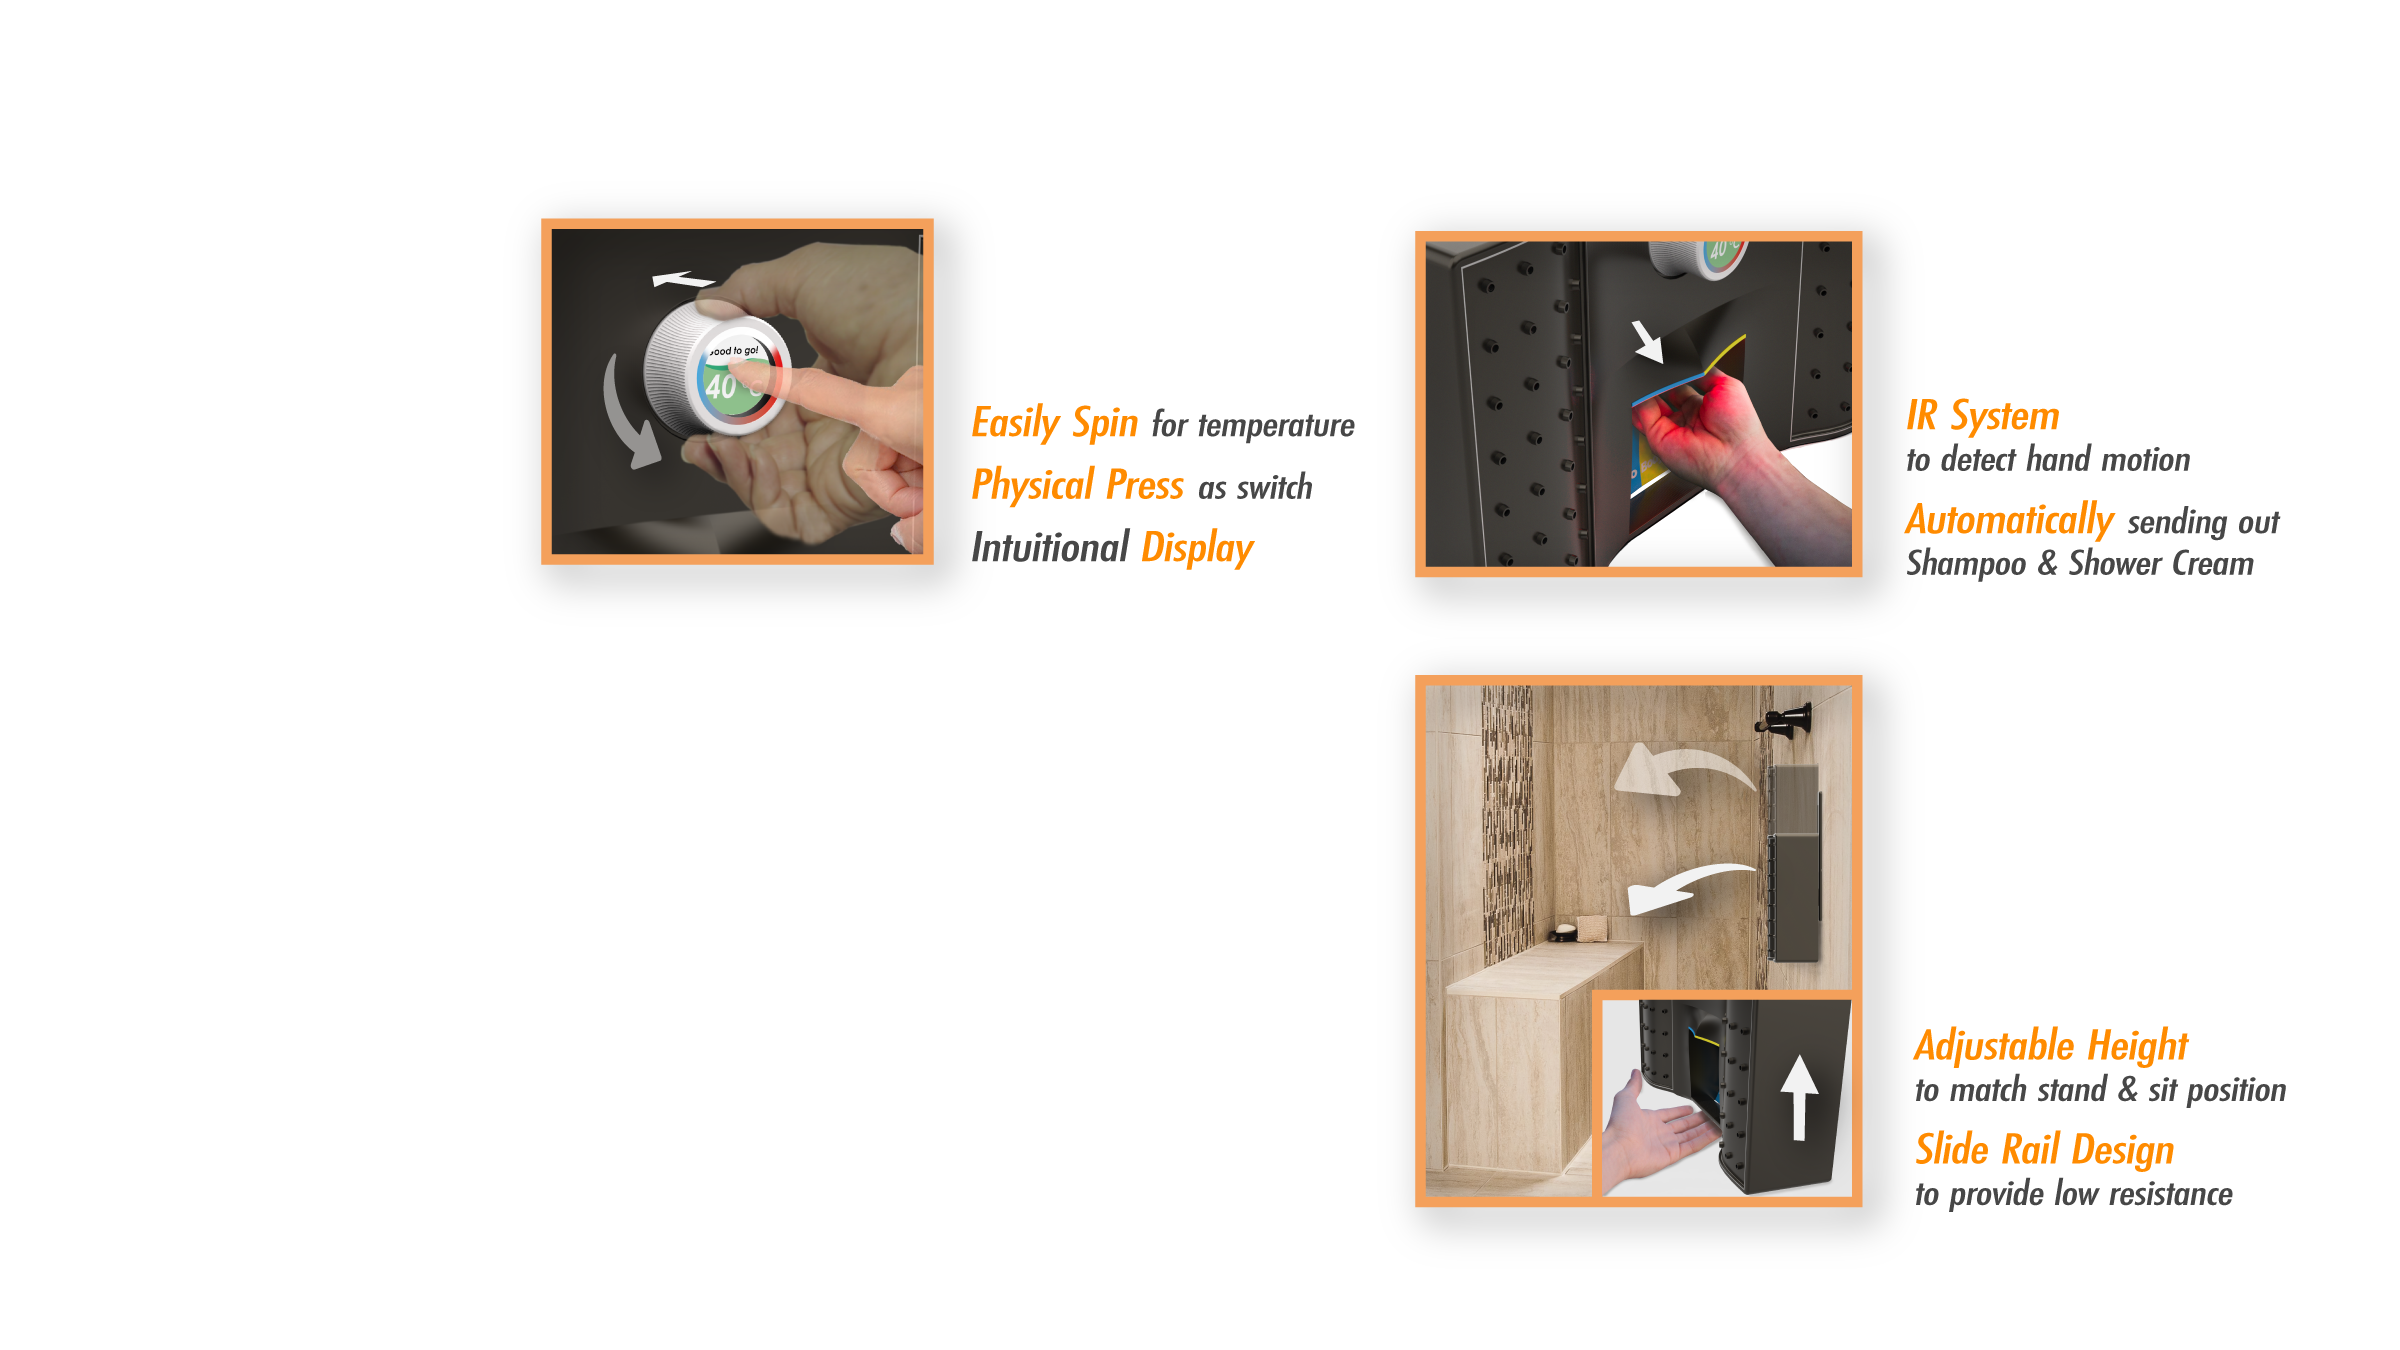 to go!
40 °C
Easily Spin for temperature
Physical Press as switch
Intuitional Display
40 °C
IR System
to detect hand motion
Automatically sending out
Shampoo & Shower Cream
Adjustable Height
to match stand & sit position
Slide Rail Design
to provide low resistance